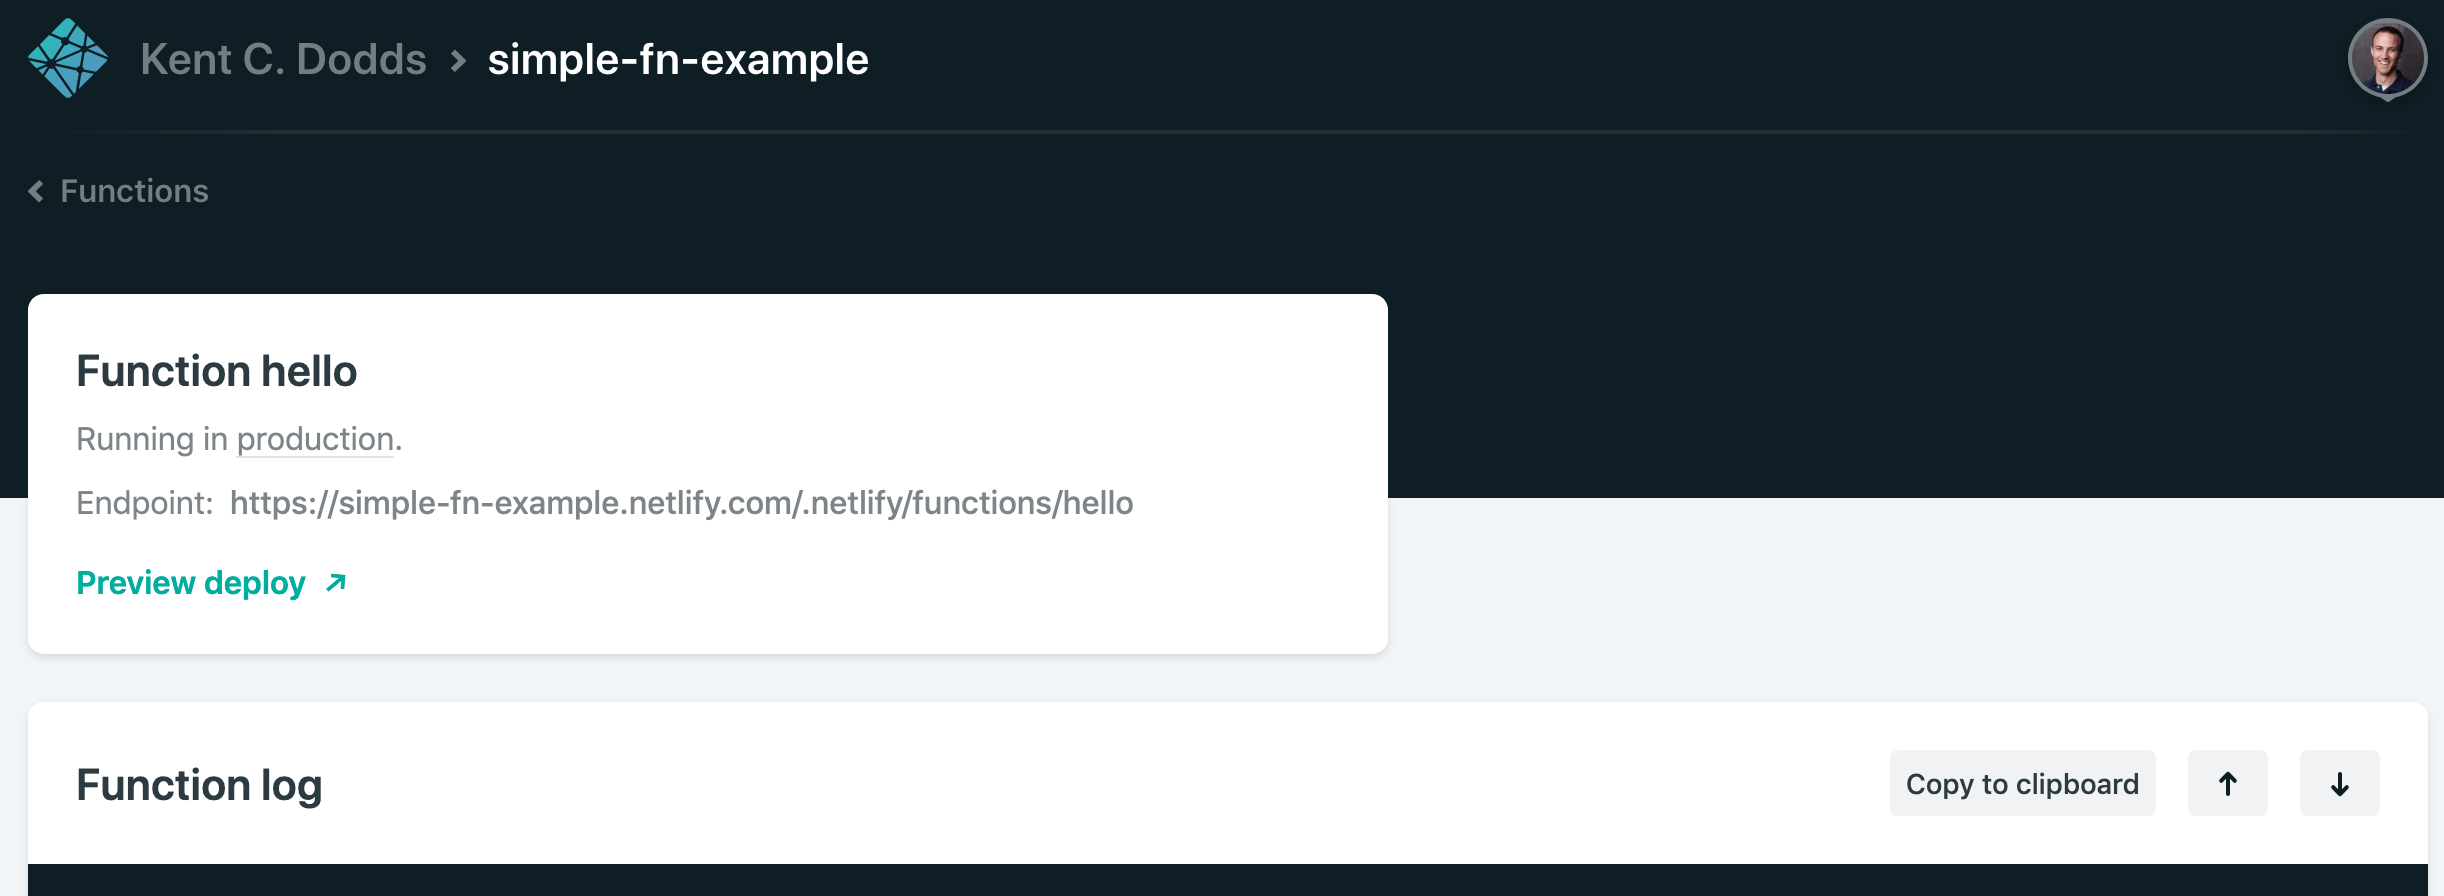 Kent C. Dodds > simple-fn-example
Functions
Function hello
Running in production.
Endpoint: https://simple-fn-example.netlify.com/.netlify/functions/hello
Preview deploy ↗
Function log
Copy to clipboard ↑ ↓